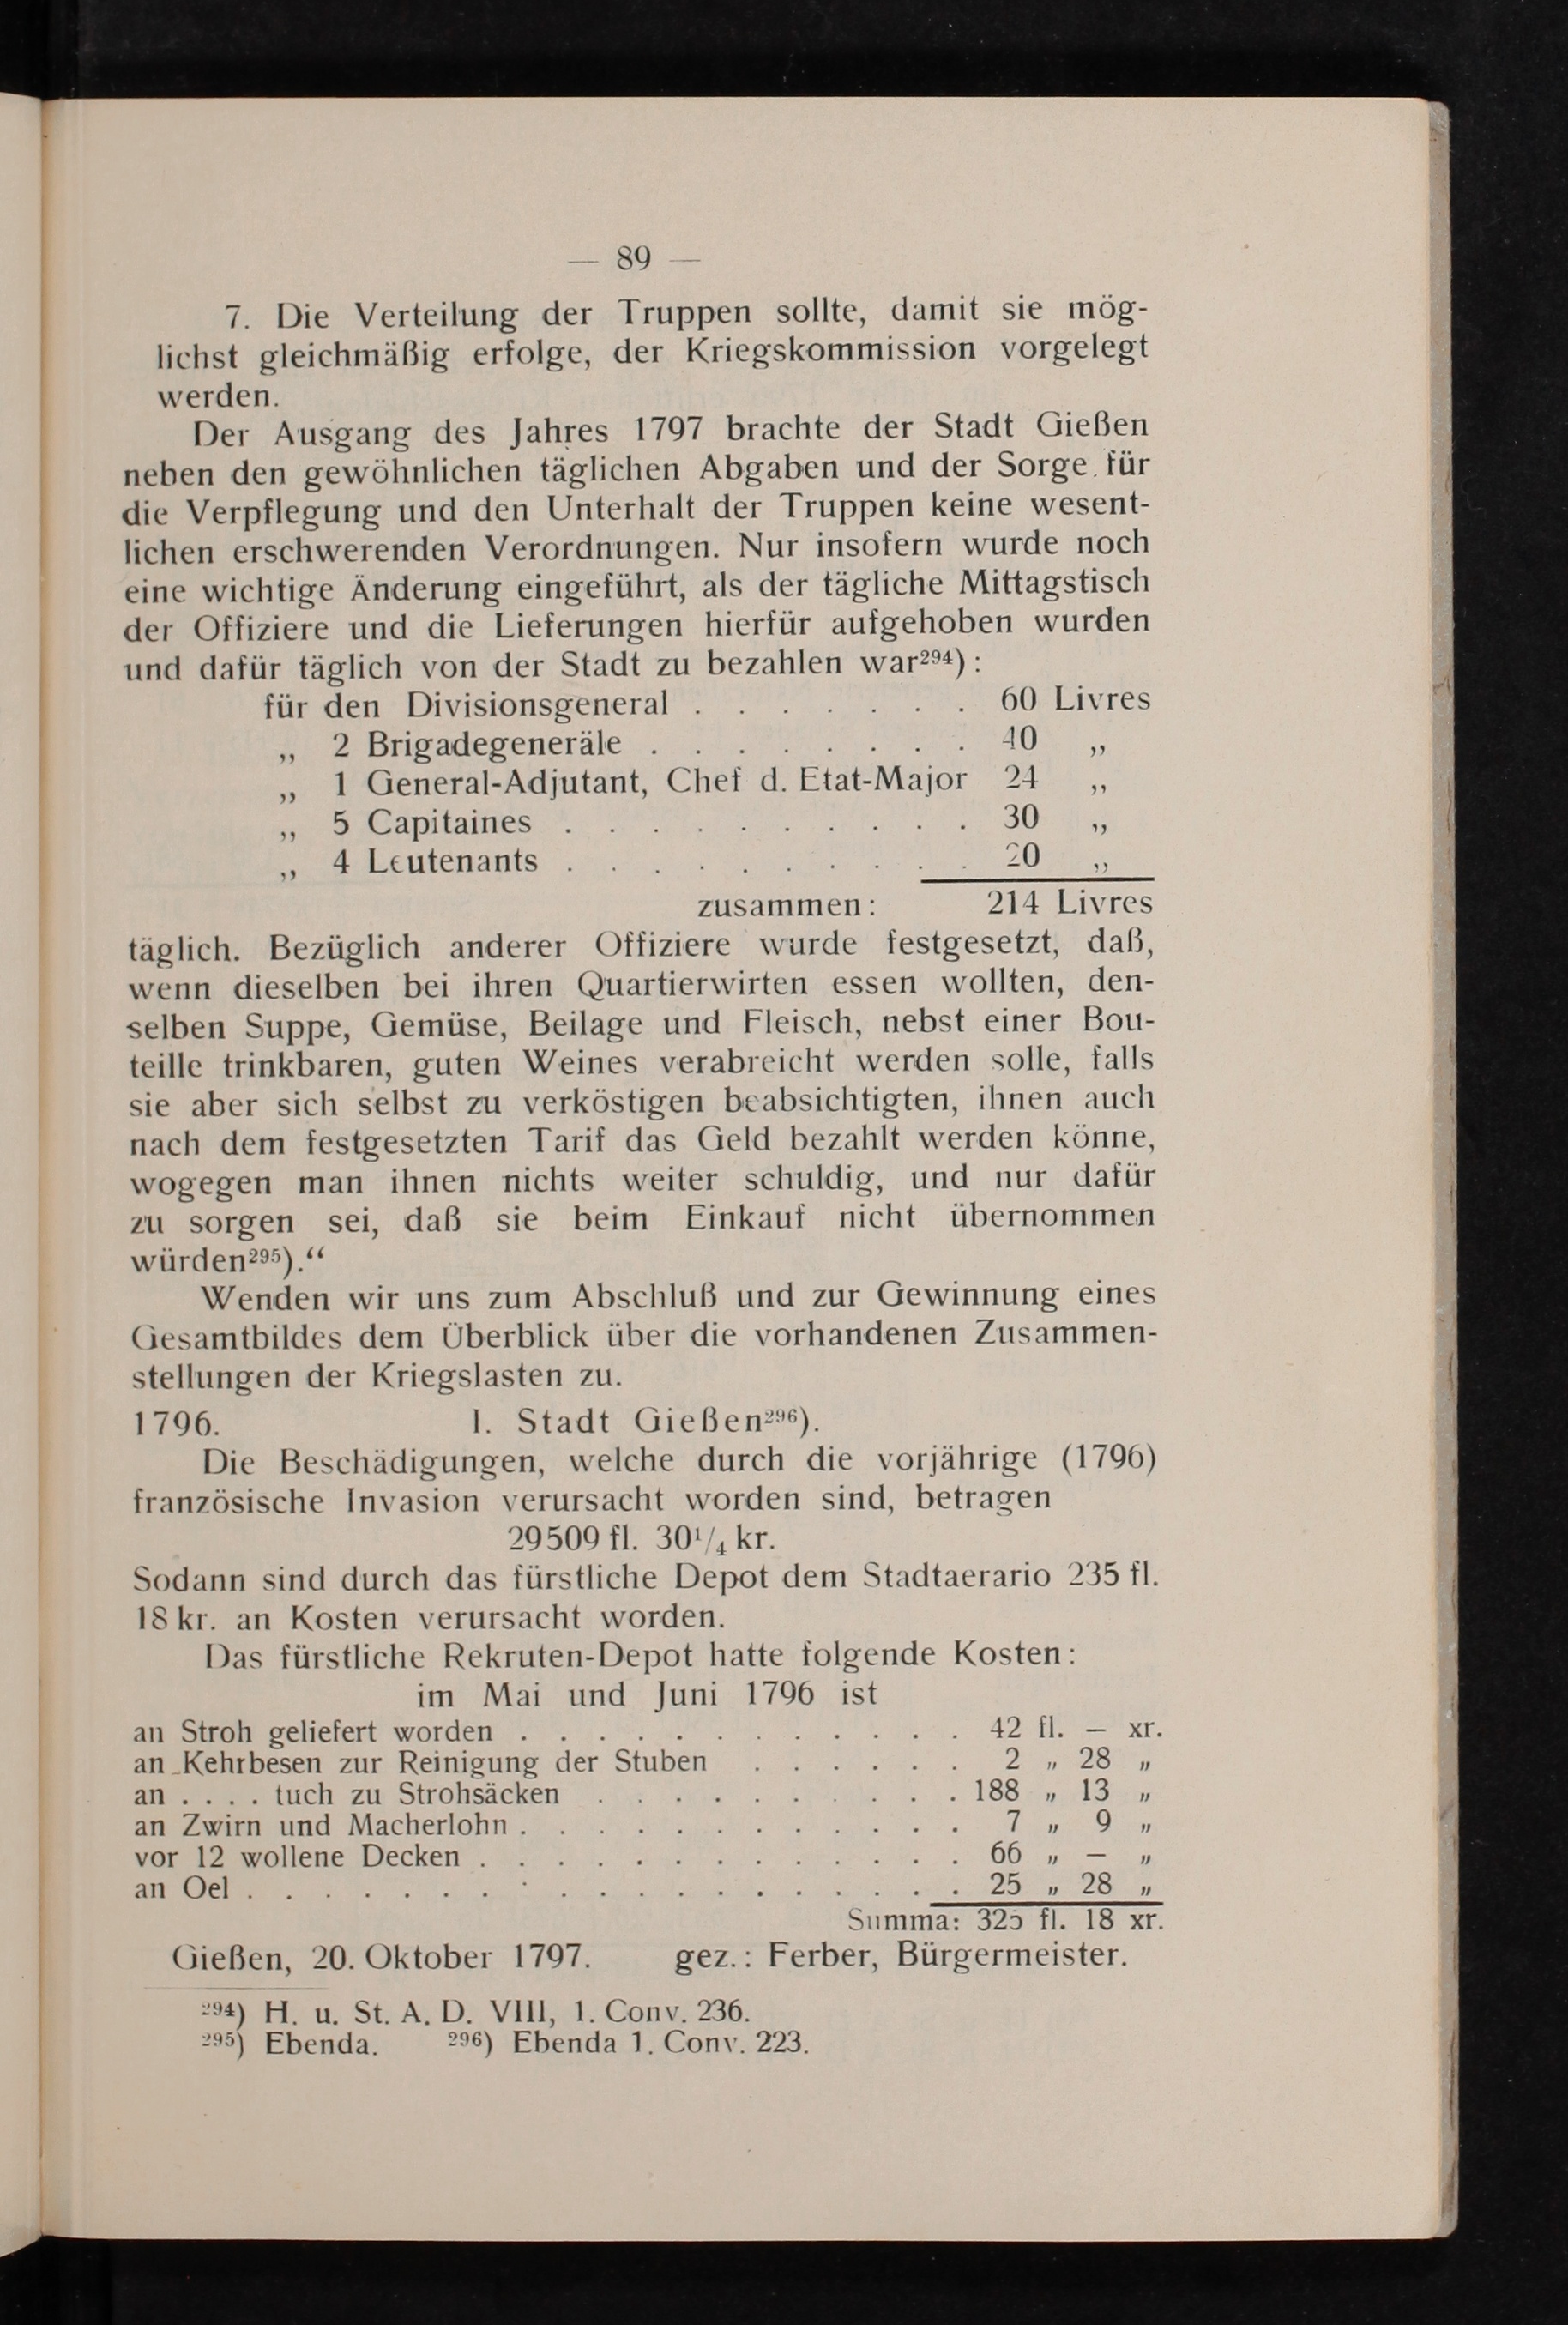 — 89 —
7. Die Verteilung der Truppen sollte, damit sie mög-
lichst gleichmäßig erfolge, der Kriegskommission vorgelegt
werden.
Der Ausgang des Jahres 1797 brachte der Stadt Gießen
neben den gewöhnlichen täglichen Abgaben und der Sorge für
die Verpflegung und den Unterhalt der Truppen keine wesent-
lichen erschwerenden Verordnungen. Nur insofern wurde noch
eine wichtige Änderung eingeführt, als der tägliche Mittagstisch
der Offiziere und die Lieferungen hierfür aufgehoben wurden
und dafür täglich von der Stadt zu bezahlen war²⁹⁴):
für den Divisionsgeneral . . . . . . . 60 Livres
„ 2 Brigadegeneräle . . . . . . . . 40 „
„ 1 General-Adjutant, Chef d. Etat-Major 24 „
„ 5 Capitaines . . . . . . . . . . 30 „
„ 4 Leutenants . . . . . . . . . . 20 „
zusammen: 214 Livres
täglich. Bezüglich anderer Offiziere wurde festgesetzt, daß,
wenn dieselben bei ihren Quartierwirten essen wollten, den-
selben Suppe, Gemüse, Beilage und Fleisch, nebst einer Bou-
teille trinkbaren, guten Weines verabreicht werden solle, falls
sie aber sich selbst zu verköstigen beabsichtigten, ihnen auch
nach dem festgesetzten Tarif das Geld bezahlt werden könne,
wogegen man ihnen nichts weiter schuldig, und nur dafür
zu sorgen sei, daß sie beim Einkauf nicht übernommen
würden²⁹⁵).“
Wenden wir uns zum Abschluß und zur Gewinnung eines
Gesamtbildes dem Überblick über die vorhandenen Zusammen-
stellungen der Kriegslasten zu.
1796. I. Stadt Gießen²⁹⁶).
Die Beschädigungen, welche durch die vorjährige (1796)
französische Invasion verursacht worden sind, betragen
29509 fl. 30¹/₄ kr.
Sodann sind durch das fürstliche Depot dem Stadtaerario 235 fl.
18 kr. an Kosten verursacht worden.
Das fürstliche Rekruten-Depot hatte folgende Kosten:
im Mai und Juni 1796 ist
an Stroh geliefert worden . . . . . . . . . . . 42 fl. — xr.
an Kehrbesen zur Reinigung der Stuben . . . . . . 2 „ 28 „
an . . . . tuch zu Strohsäcken . . . . . . . . . . 188 „ 13 „
an Zwirn und Macherlohn . . . . . . . . . . . . 7 „ 9 „
vor 12 wollene Decken . . . . . . . . . . . . . 66 „ — „
an Oel . . . . . . . . . . . . . . . . . . . 25 „ 28 „
Summa: 325 fl. 18 xr.
Gießen, 20. Oktober 1797. gez.: Ferber, Bürgermeister.
²⁹⁴) H. u. St. A. D. VIII, 1. Conv. 236.
²⁹⁵) Ebenda. ²⁹⁶) Ebenda 1. Conv. 223.